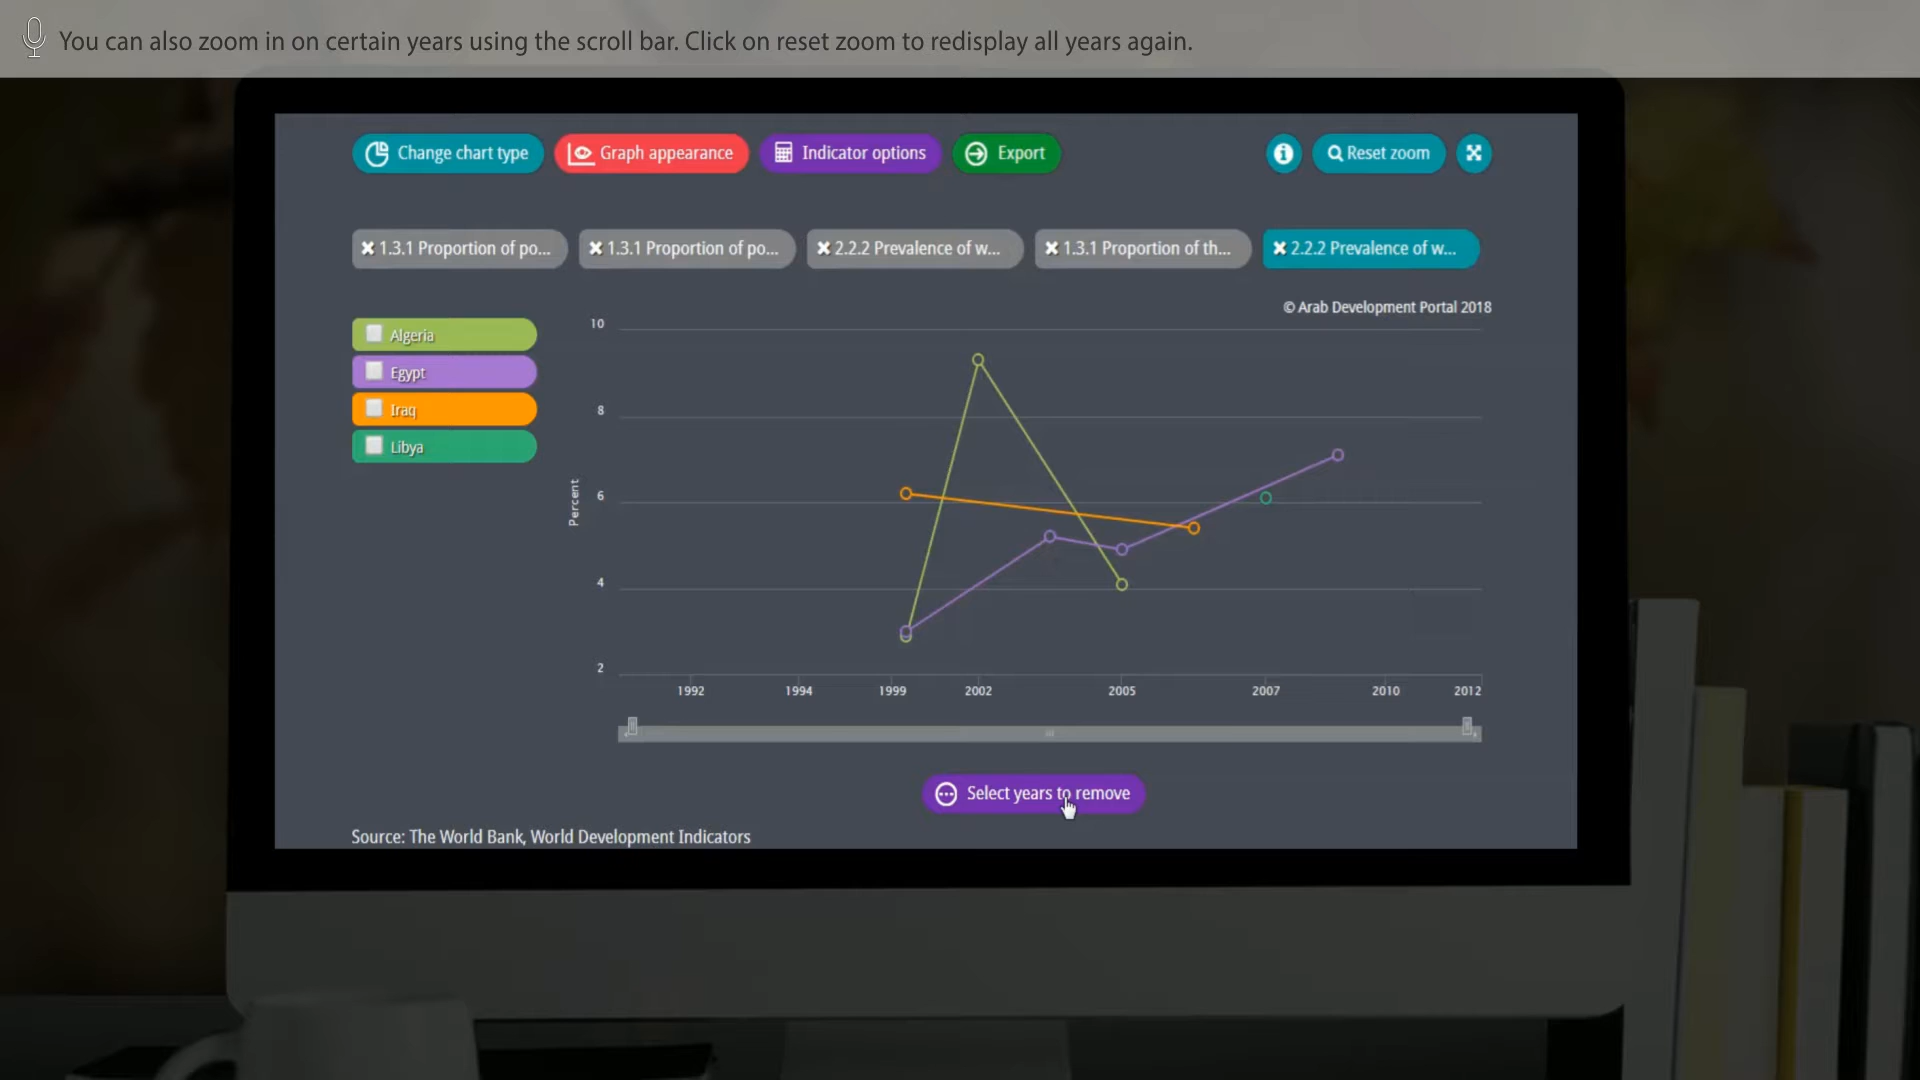 You can also zoom in on certain years using the scroll bar. Click on reset zoom to redisplay all years again.
Change chart type
Graph appearance
Indicator options
Export
Reset zoom
1.3.1 Proportion of po...
1.3.1 Proportion of po...
2.2.2 Prevalence of w...
1.3.1 Proportion of th...
2.2.2 Prevalence of w...
© Arab Development Portal 2018
Algeria
Egypt
Iraq
Libya
Percent
10
8
6
4
2
1992 1994 1999 2002 2005 2007 2010 2012
Select years to remove
Source: The World Bank, World Development Indicators